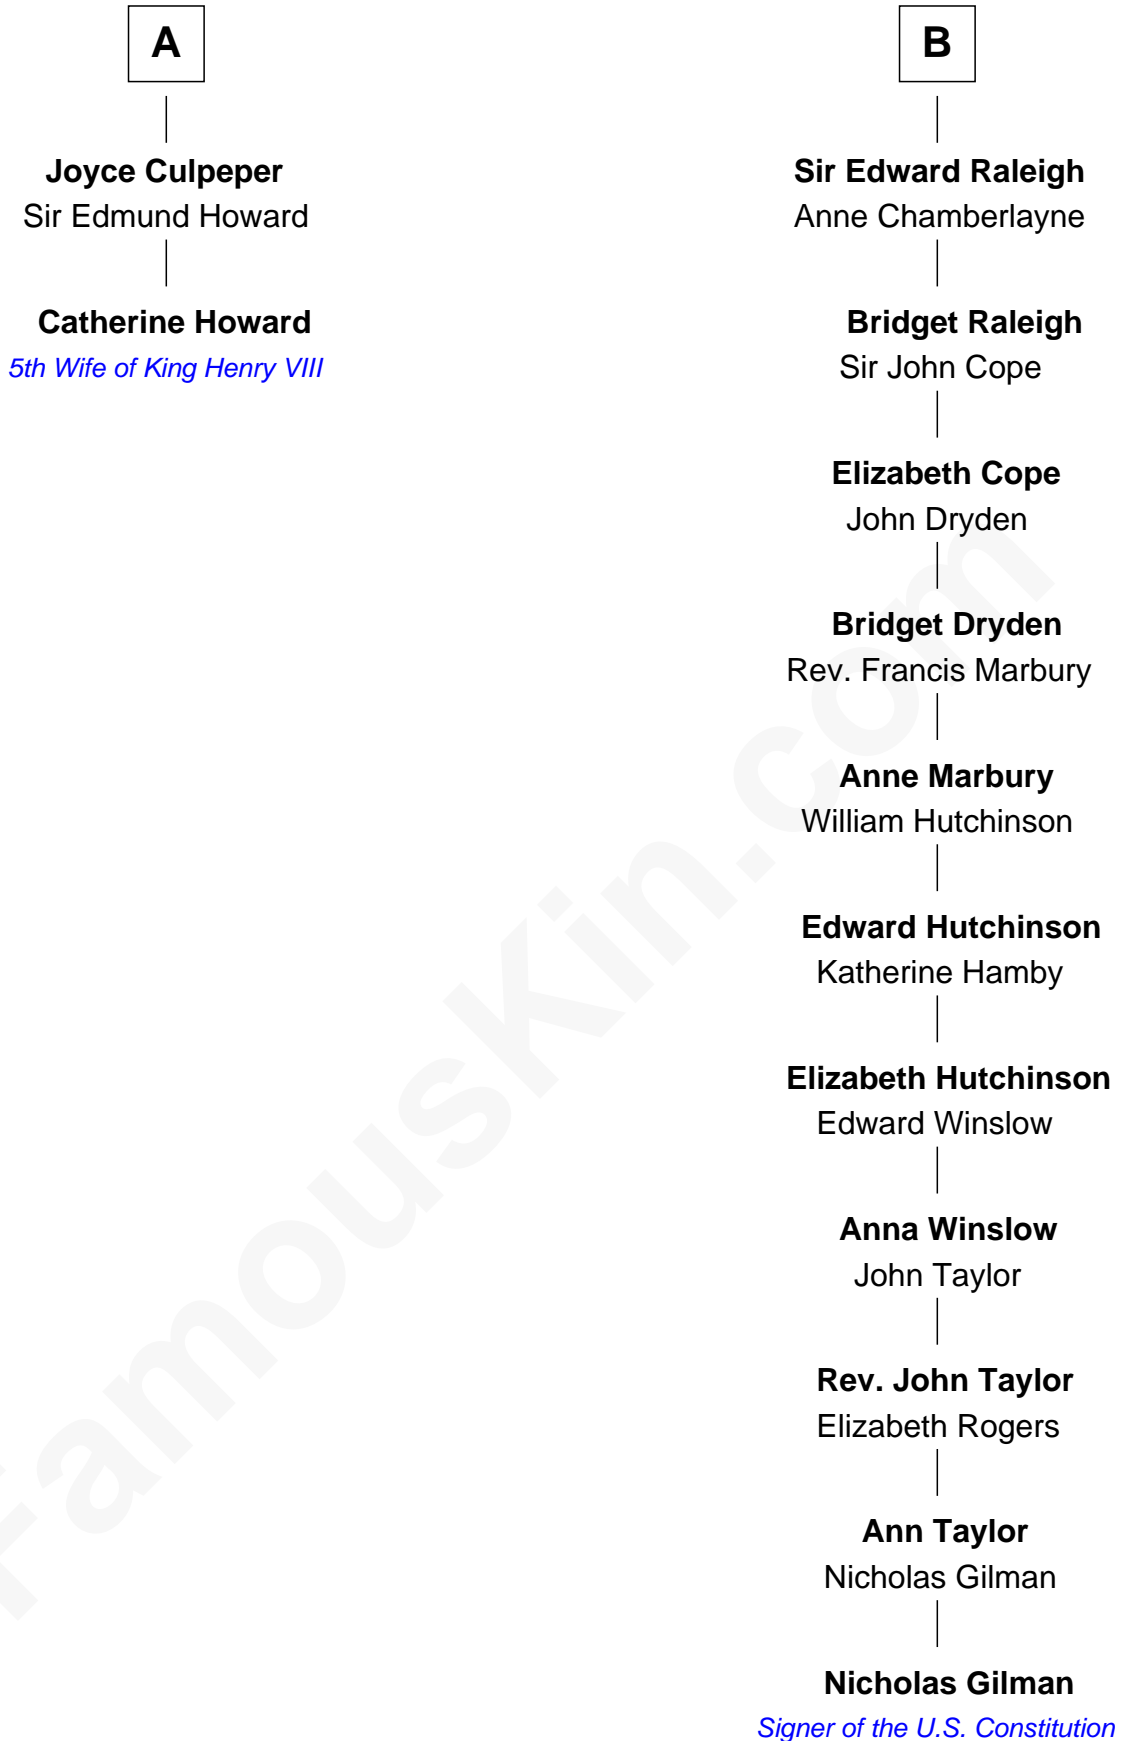 A
Joyce Culpeper
Sir Edmund Howard
Catherine Howard
5th Wife of King Henry VIII
B
Sir Edward Raleigh
Anne Chamberlayne
Bridget Raleigh
Sir John Cope
Elizabeth Cope
John Dryden
Bridget Dryden
Rev. Francis Marbury
Anne Marbury
William Hutchinson
Edward Hutchinson
Katherine Hamby
Elizabeth Hutchinson
Edward Winslow
Anna Winslow
John Taylor
Rev. John Taylor
Elizabeth Rogers
Ann Taylor
Nicholas Gilman
Nicholas Gilman
Signer of the U.S. Constitution
FamousKin.com